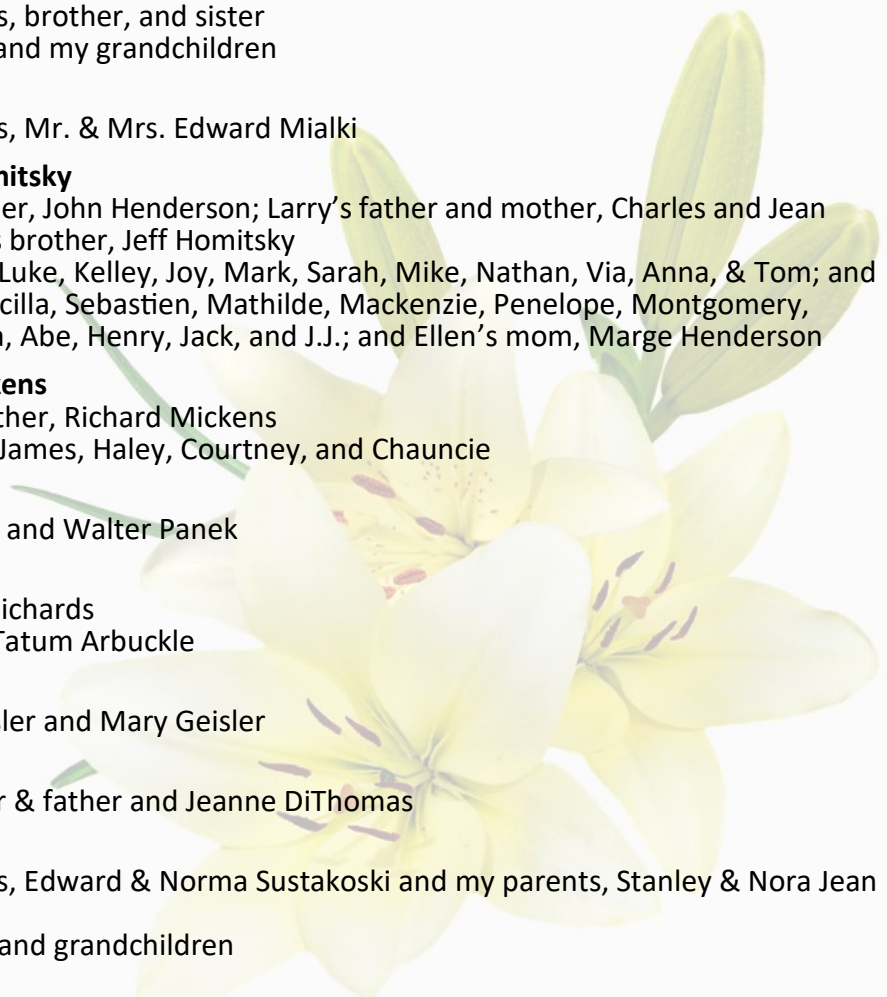 s, brother, and sister
and my grandchildren
s, Mr. & Mrs. Edward Mialki
mitsky
er, John Henderson; Larry’s father and mother, Charles and Jean
s brother, Jeff Homitsky
Luke, Kelley, Joy, Mark, Sarah, Mike, Nathan, Via, Anna, & Tom; and
cilla, Sebastien, Mathilde, Mackenzie, Penelope, Montgomery,
, Abe, Henry, Jack, and J.J.; and Ellen’s mom, Marge Henderson
kens
ther, Richard Mickens
James, Haley, Courtney, and Chauncie
and Walter Panek
ichards
Tatum Arbuckle
ler and Mary Geisler
r & father and Jeanne DiThomas
s, Edward & Norma Sustakoski and my parents, Stanley & Nora Jean
and grandchildren